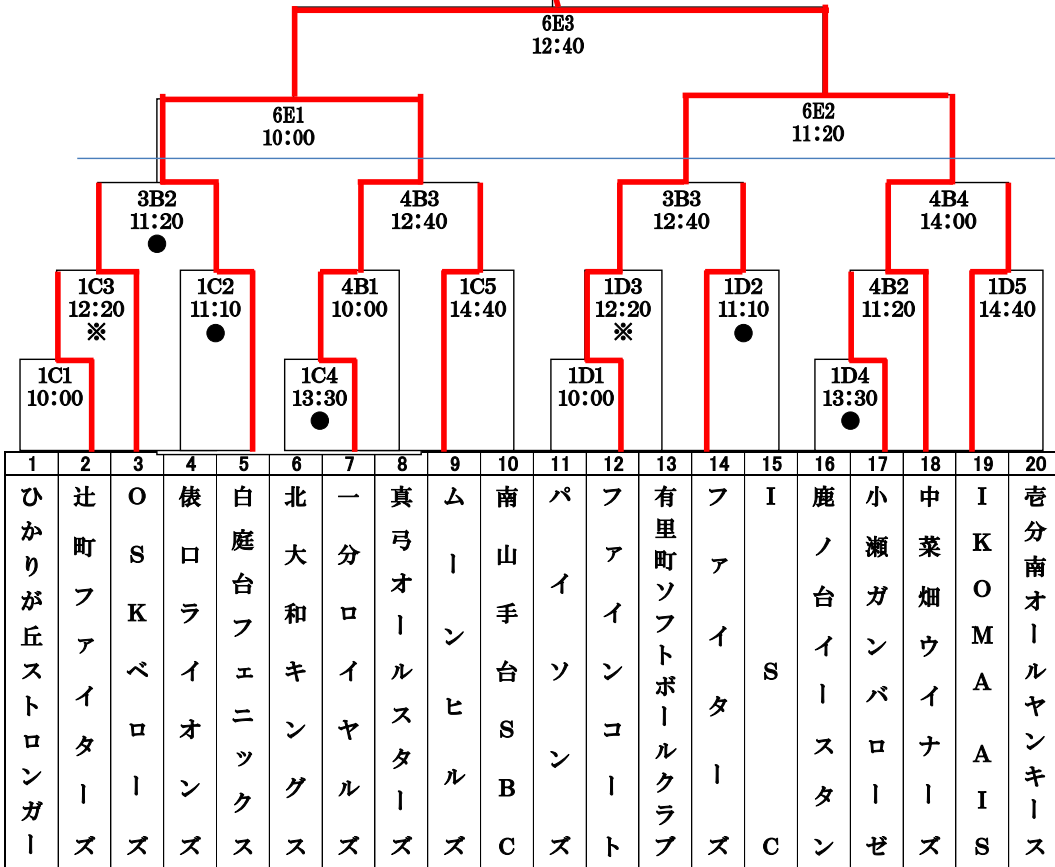 6E3
12:40
6E1
10:00
6E2
11:20
3B2
11:20
●
4B3
12:40
3B3
12:40
4B4
14:00
1C3
12:20
※
1C2
11:10
●
4B1
10:00
1C5
14:40
1D3
12:20
※
1D2
11:10
●
4B2
11:20
1D5
14:40
1C1
10:00
1C4
13:30
●
1D1
10:00
1D4
13:30
●
1 2 3 4 5 6 7 8 9 10 11 12 13 14 15 16 17 18 19 20
ひかりが丘ストロンガー
辻町ファイターズ
OSKベローズ
俵口ライオンズ
白庭台フェニックス
北大和キングス
一分ロイヤルズ
真弓オールスターズ
ムーンヒルズ
南山手台SBC
パイソンズ
ファインコート
有里町ソフトボールクラブ
ファイターズ
ISC
鹿ノ台イースタン
小瀬ガンバローゼ
中菜畑ウイナーズ
IKOMA AIS
壱分南オールヤンキース